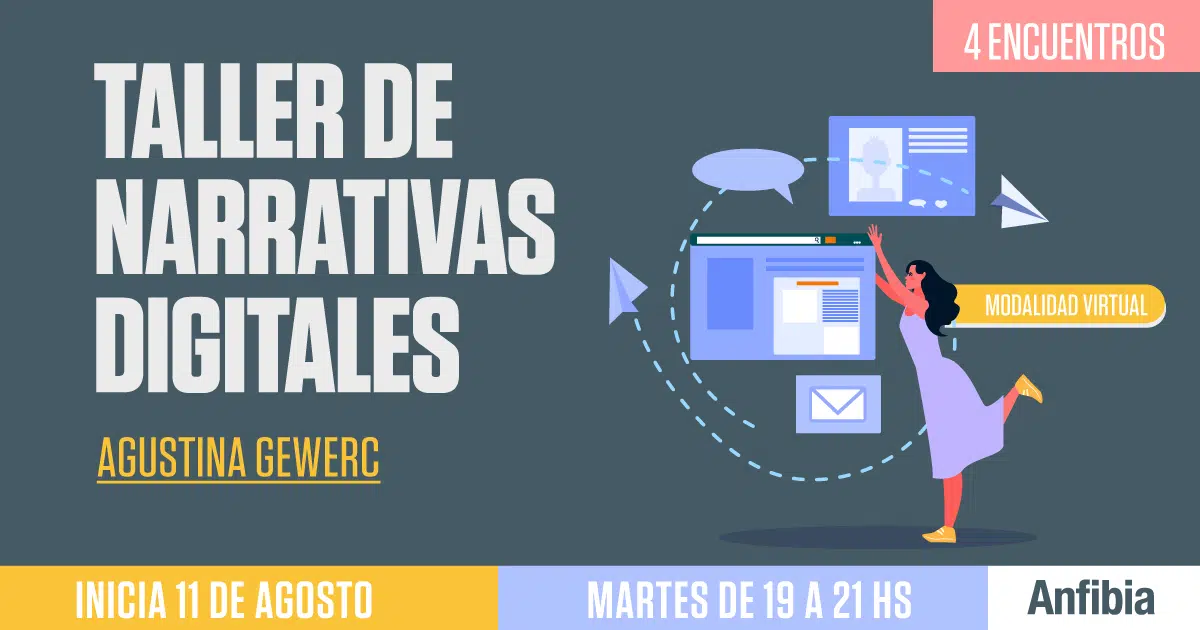 4 ENCUENTROS
TALLER DE
NARRATIVAS
DIGITALES
AGUSTINA GEWERC
MODALIDAD VIRTUAL
INICIA 11 DE AGOSTO
MARTES DE 19 A 21 HS
Anfibia